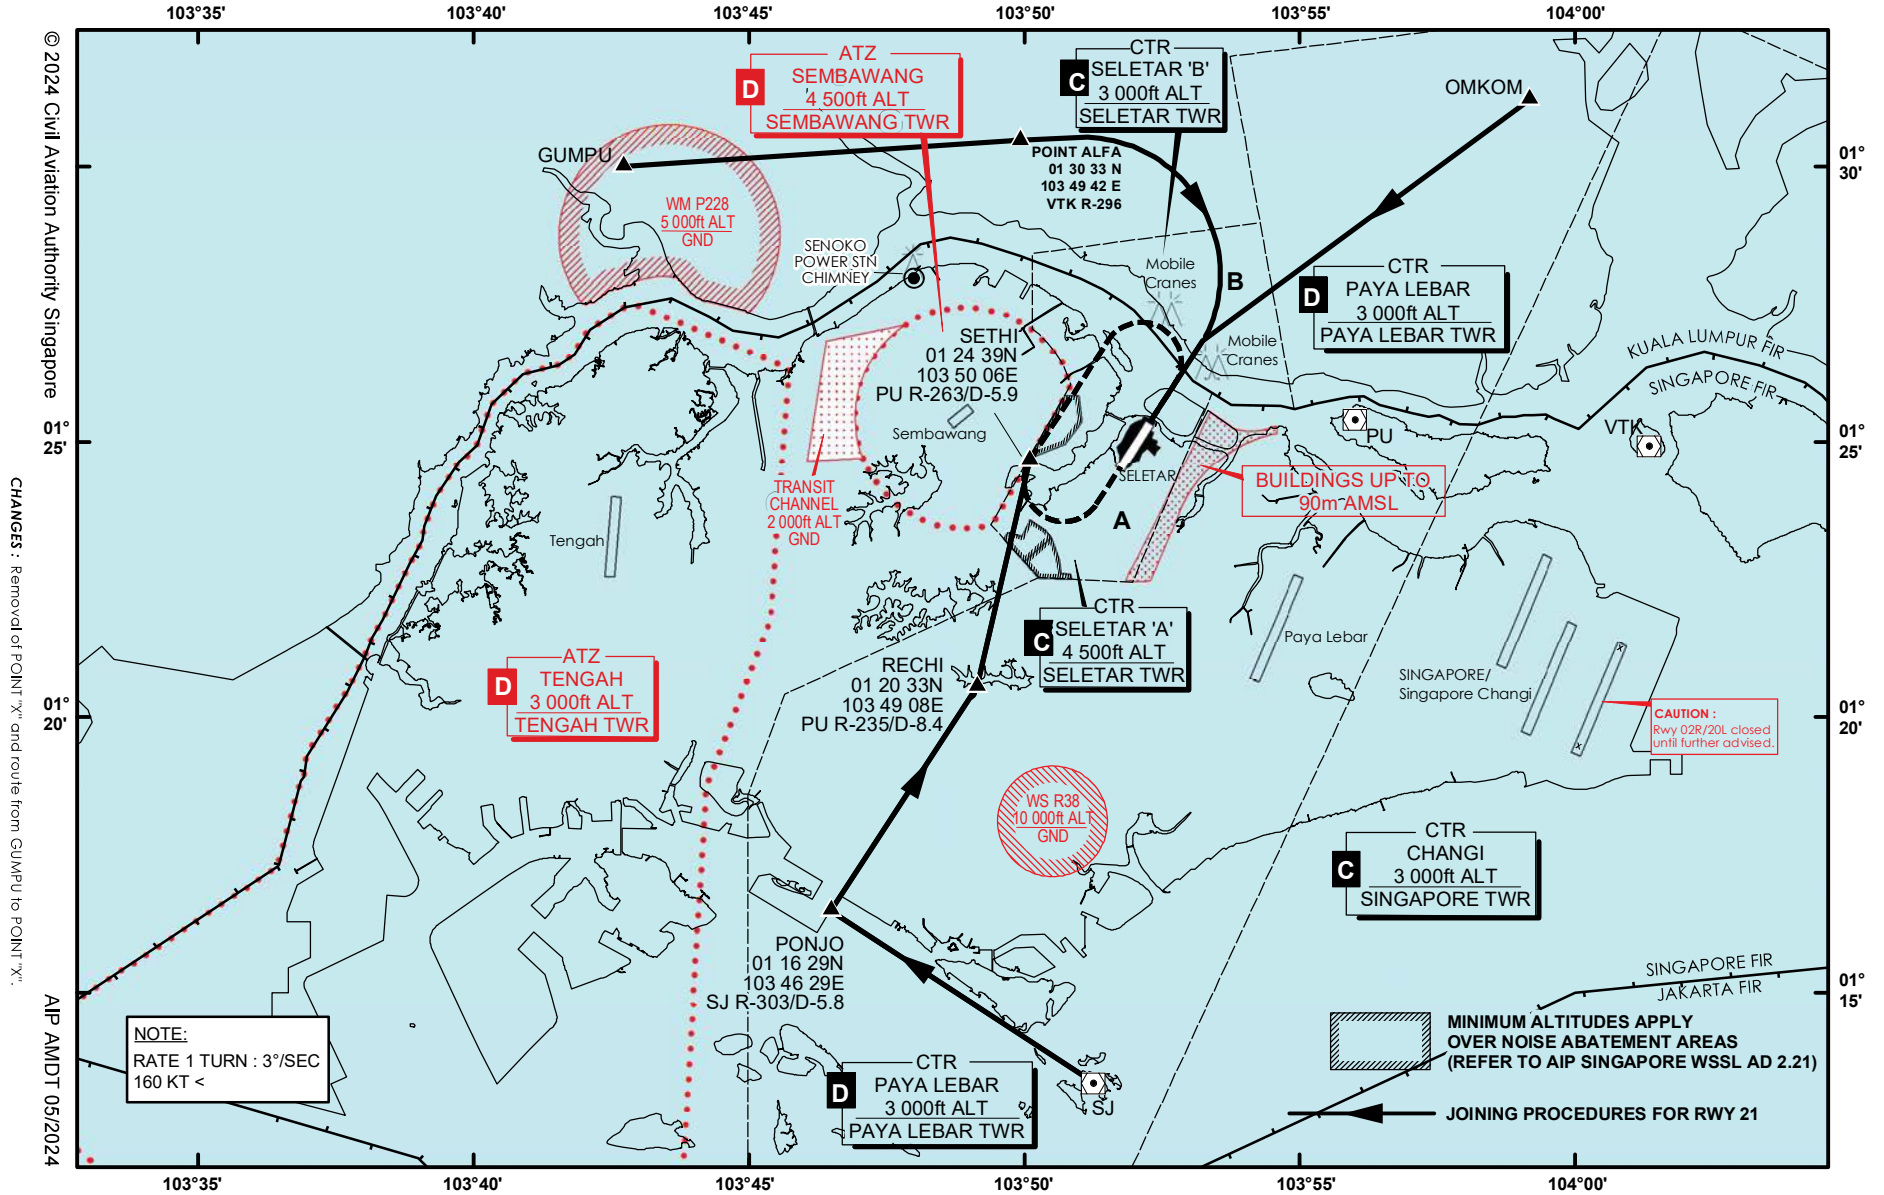 103°35'
103°40'
103°45'
103°50'
103°55'
104°00'
© 2024 Civil Aviation Authority Singapore
CHANGES : Removal of POINT "X" and route from GUMPU to POINT "X".
AIP AMDT 05/2024
01°
30'
01°
25'
01°
20'
01°
30'
01°
25'
01°
20'
01°
15'
D
ATZ
SEMBAWANG
4 500ft ALT
SEMBAWANG TWR
C
CTR
SELETAR 'B'
3 000ft ALT
SELETAR TWR
OMKOM
GUMPU
POINT ALFA
01 30 33 N
103 49 42 E
VTK R-296
WM P228
5 000ft ALT
GND
SENOKO
POWER STN
CHIMNEY
Mobile
Cranes
B
D
CTR
PAYA LEBAR
3 000ft ALT
PAYA LEBAR TWR
Mobile
Cranes
KUALA LUMPUR FIR
SINGAPORE FIR
SETHI
01 24 39N
103 50 06E
PU R-263/D-5.9
Sembawang
PU
VTK
SELETAR
BUILDINGS UP TO
90m AMSL
TRANSIT
CHANNEL
2 000ft ALT
GND
A
Tengah
C
CTR
SELETAR 'A'
4 500ft ALT
SELETAR TWR
Paya Lebar
D
ATZ
TENGAH
3 000ft ALT
TENGAH TWR
RECHI
01 20 33N
103 49 08E
PU R-235/D-8.4
SINGAPORE/
Singapore Changi
x
x
CAUTION :
Rwy 02R/20L closed
until further advised.
WS R38
10 000ft ALT
GND
C
CTR
CHANGI
3 000ft ALT
SINGAPORE TWR
PONJO
01 16 29N
103 46 29E
SJ R-303/D-5.8
SINGAPORE FIR
JAKARTA FIR
NOTE:
RATE 1 TURN : 3°/SEC
160 KT <
D
CTR
PAYA LEBAR
3 000ft ALT
PAYA LEBAR TWR
SJ
MINIMUM ALTITUDES APPLY
OVER NOISE ABATEMENT AREAS
(REFER TO AIP SINGAPORE WSSL AD 2.21)
JOINING PROCEDURES FOR RWY 21
103°35'
103°40'
103°45'
103°50'
103°55'
104°00'